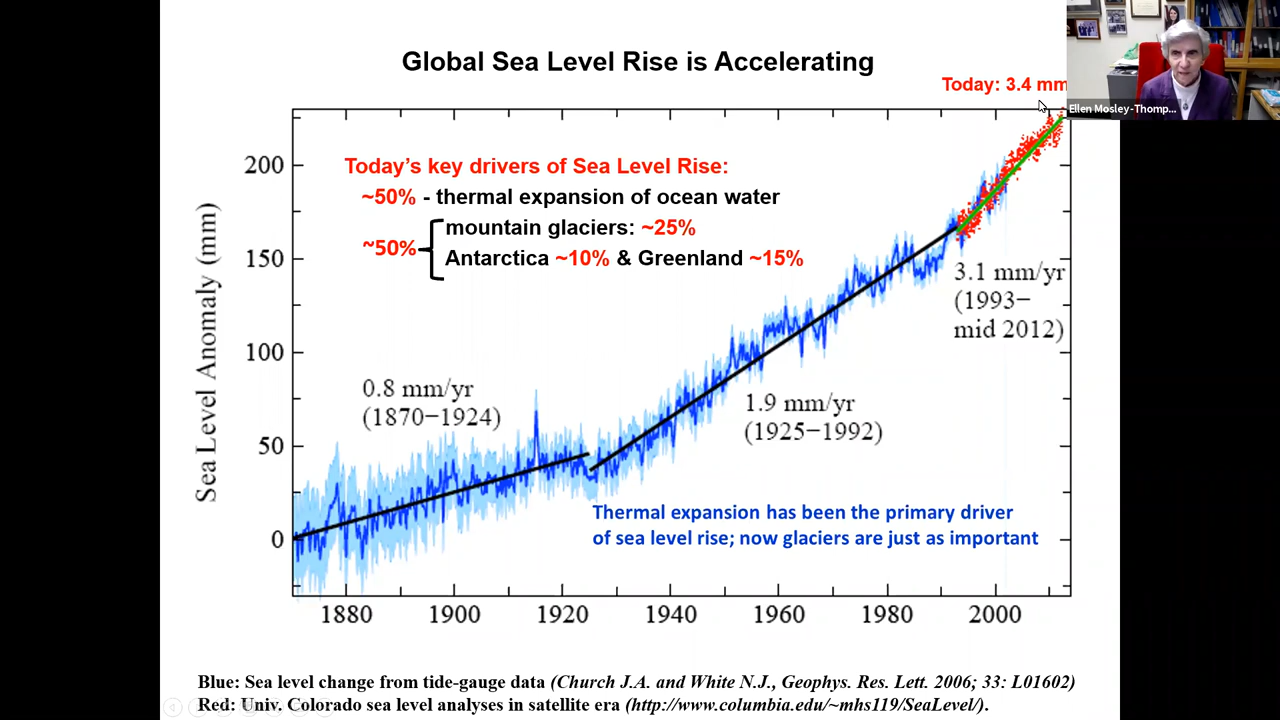 Global Sea Level Rise is Accelerating
Today: 3.4 mm
Ellen Mosley-Thomp...
Today's key drivers of Sea Level Rise:
~50% - thermal expansion of ocean water
mountain glaciers: ~25%
~50%
Antarctica ~10% & Greenland ~15%
Sea Level Anomaly (mm)
200
150
100
50
0
0.8 mm/yr
(1870−1924)
1.9 mm/yr
(1925−1992)
3.1 mm/yr
(1993−
mid 2012)
Thermal expansion has been the primary driver
of sea level rise; now glaciers are just as important
1880 1900 1920 1940 1960 1980 2000
Blue: Sea level change from tide-gauge data (Church J.A. and White N.J., Geophys. Res. Lett. 2006; 33: L01602)
Red: Univ. Colorado sea level analyses in satellite era (http://www.columbia.edu/~mhs119/SeaLevel/).